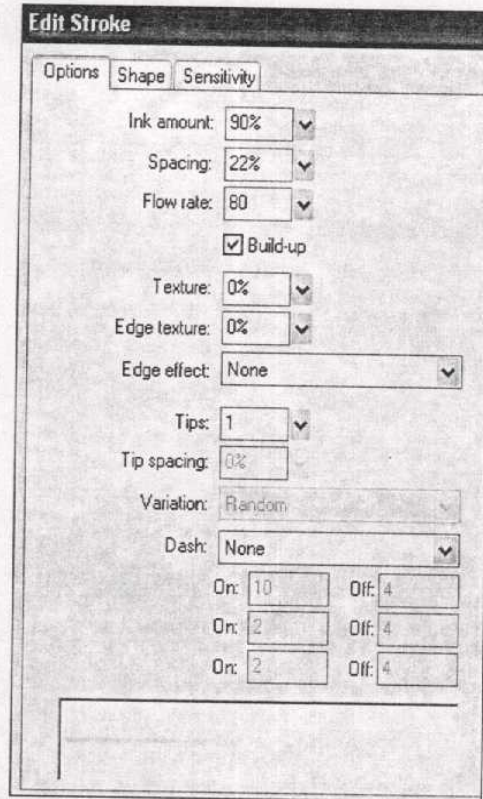 Edit Stroke
Options Shape Sensitivity
Ink amount: 90%
Spacing: 22%
Flow rate: 80
Build-up
Texture: 0%
Edge texture: 0%
Edge effect: None
Tips: 1
Tip spacing: 0%
Variation: Random
Dash: None
On: 10 Off: 4
On: 2 Off: 4
On: 2 Off: 4